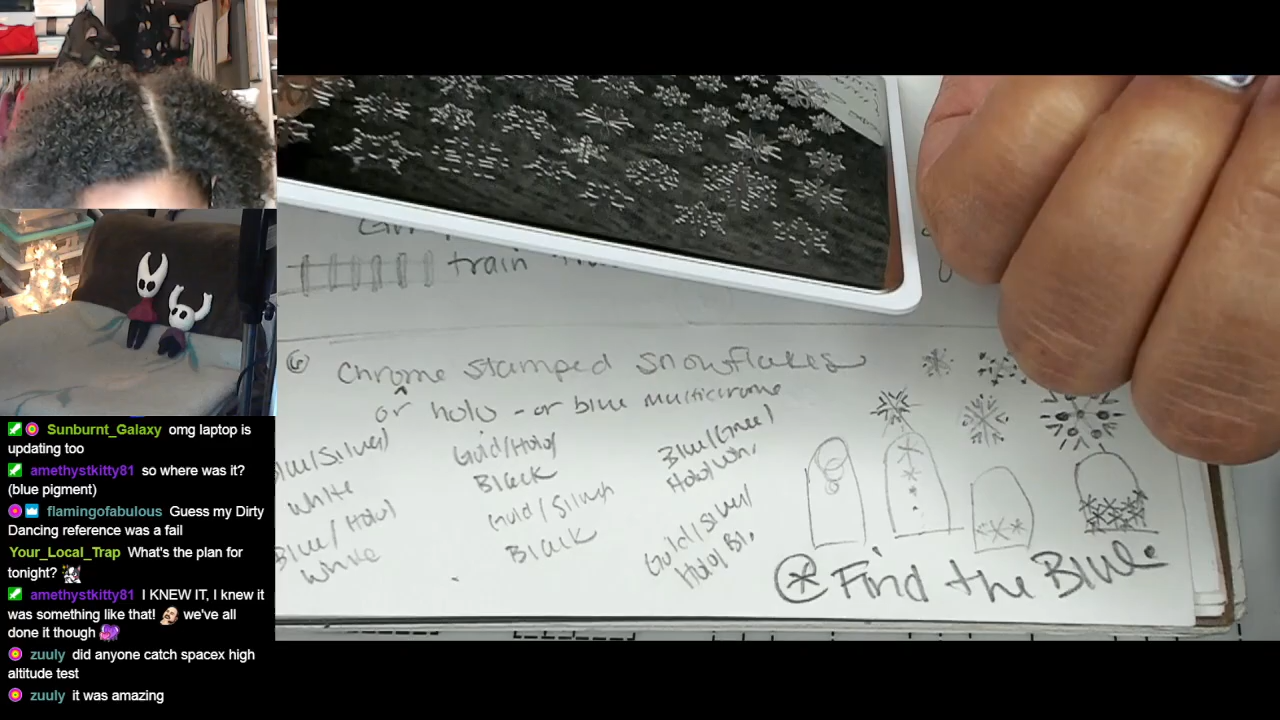 Sunburnt_Galaxy omg laptop is
updating too
amethystkitty81 so where was it?
(blue pigment)
flamingofabulous Guess my Dirty
Dancing reference was a fail
Your_Local_Trap What's the plan for
tonight?
amethystkitty81 I KNEW IT, I knew it
was something like that! we've all
done it though
zuuly did anyone catch spacex high
altitude test
zuuly it was amazing
train
6 Chrome stamped snowflakes
or holo - or blue multicrome
Blue/Silver/
White
Blue/Holo/
White
Gold/Holo/
Black
Gold/Silver
Black
Gold/Silver/
Holo/Bl.
* Find the Blue